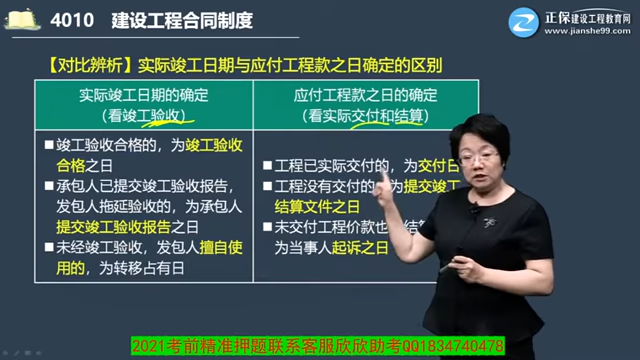 4010 建设工程合同制度
正保建设工程教育网
www.jianshe99.com
【对比辨析】实际竣工日期与应付工程款之日确定的区别
实际竣工日期的确定
（看竣工验收）
应付工程款之日的确定
（看实际交付和结算）
■竣工验收合格的，为竣工验收
合格之日
■承包人已提交竣工验收报告，
发包人拖延验收的，为承包人
提交竣工验收报告之日
■未经竣工验收，发包人擅自使
用的，为转移占有日
■工程已实际交付的，为交付日
■工程没有交付的 为提交竣工
结算文件之日
■未交付工程价款也 结
为当事人起诉之日
2021考前精准押题联系客服欣欣助考QQ1834740478